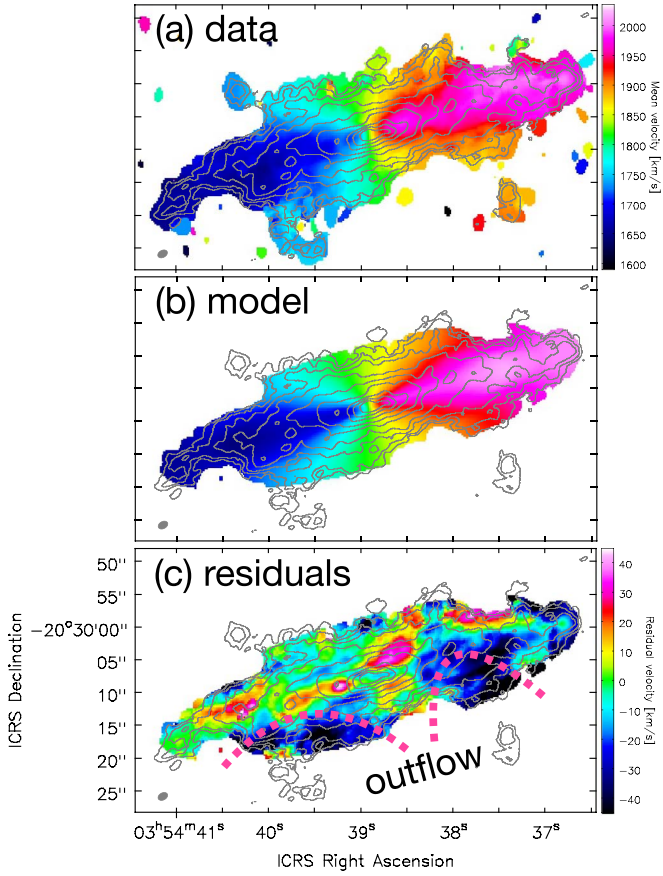 (a) data
2000
1950
1900
1850
1800
1750
1700
1650
1600
Mean velocity [km/s]
(b) model
(c) residuals
outflow
40
30
20
10
0
−10
−20
−30
−40
Residual velocity [km/s]
50"
55"
−20°30'00"
05"
10"
15"
20"
25"
ICRS Declination
03ʰ54ᵐ41ˢ
40ˢ
39ˢ
38ˢ
37ˢ
ICRS Right Ascension